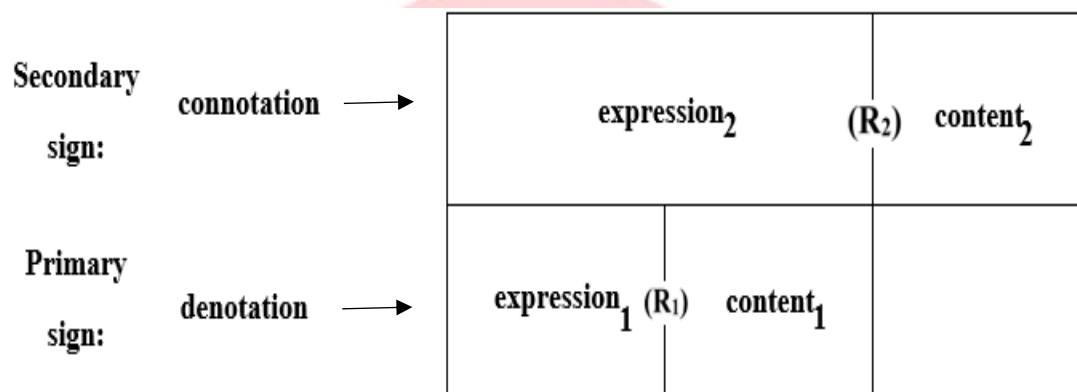 Secondary
sign:
connotation
expression₂
(R₂)
content₂
Primary
sign:
denotation
expression₁
(R₁)
content₁